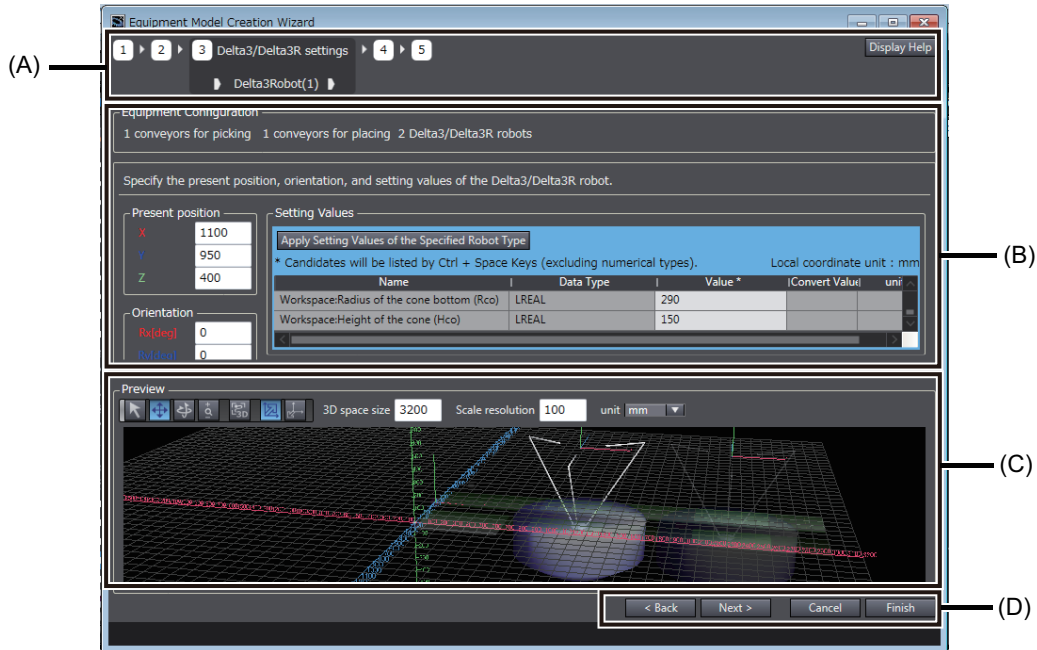 Equipment Model Creation Wizard
1 2 3 Delta3/Delta3R settings 4 5 Display Help
Delta3Robot(1)
(A)
Equipment Configuration
1 conveyors for picking 1 conveyors for placing 2 Delta3/Delta3R robots
Specify the present position, orientation, and setting values of the Delta3/Delta3R robot.
Present position
X 1100
Y 950
Z 400
Orientation
Rx[deg] 0
Ry[deg] 0
Setting Values
Apply Setting Values of the Specified Robot Type
* Candidates will be listed by Ctrl + Space Keys (excluding numerical types). Local coordinate unit : mm
Name Data Type Value * Convert Value unit
Workspace:Radius of the cone bottom (Rco) LREAL 290
Workspace:Height of the cone (Hco) LREAL 150
(B)
Preview
3D space size 3200 Scale resolution 100 unit mm
(C)
< Back Next > Cancel Finish
(D)